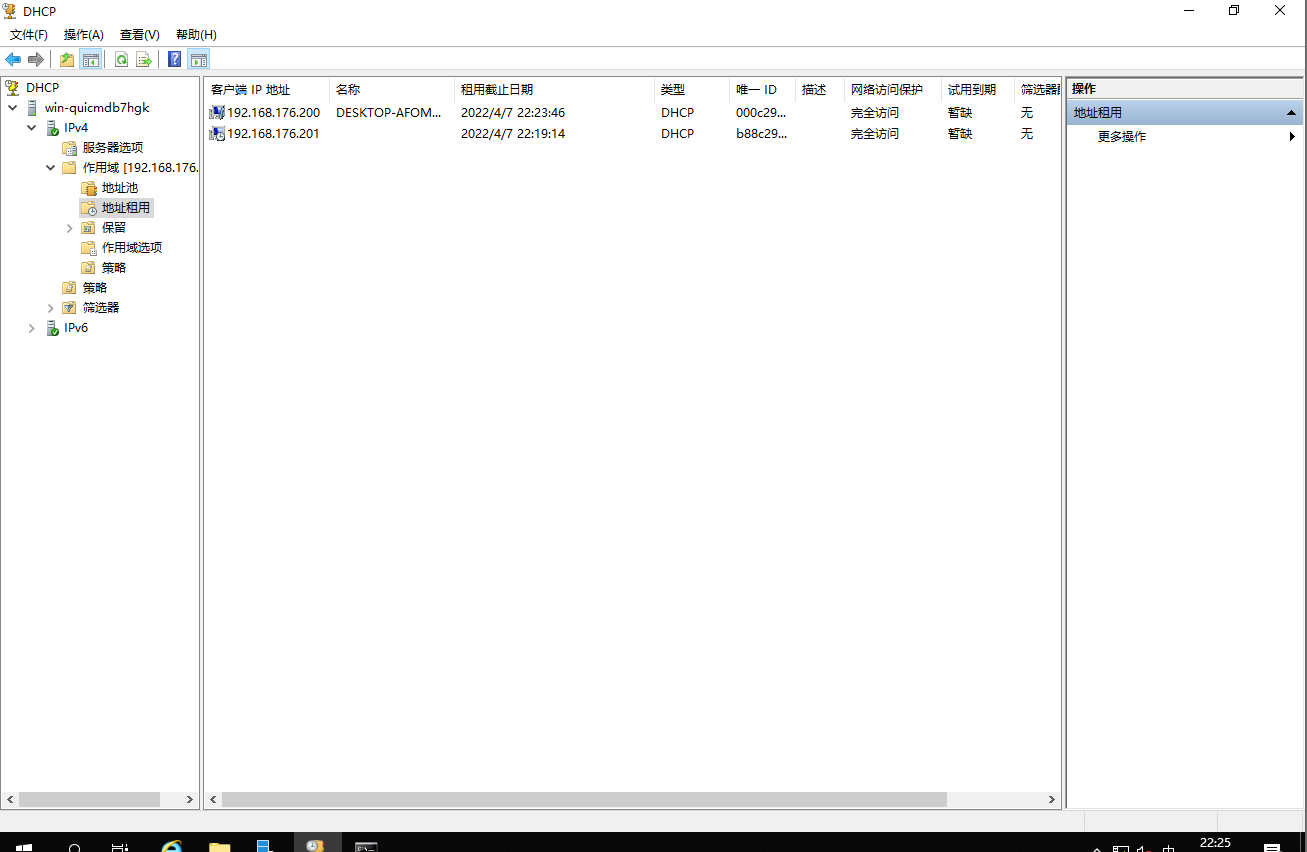 DHCP
文件(F) 操作(A) 查看(V) 帮助(H)
DHCP
win-quicmdb7hgk
IPv4
服务器选项
作用域 [192.168.176.
地址池
地址租用
保留
作用域选项
策略
策略
筛选器
IPv6
客户端 IP 地址 名称 租用截止日期 类型 唯一 ID 描述 网络访问保护 试用到期 筛选器
192.168.176.200 DESKTOP-AFOM... 2022/4/7 22:23:46 DHCP 000c29... 完全访问 暂缺 无
192.168.176.201 2022/4/7 22:19:14 DHCP b88c29... 完全访问 暂缺 无
操作
地址租用
更多操作
中
22:25